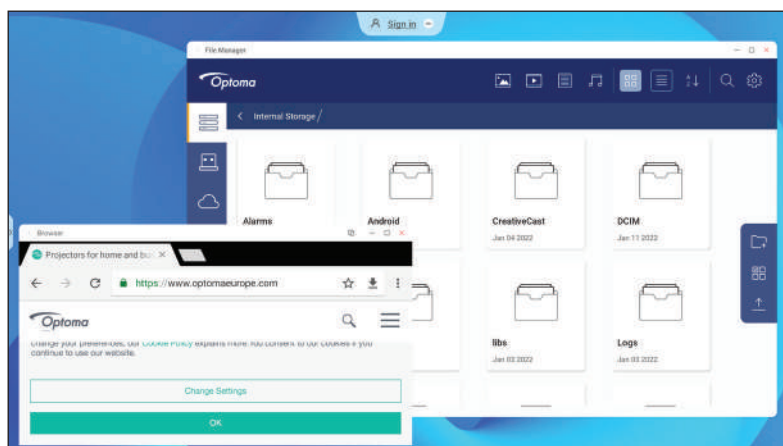 Sign in
File Manager
Optoma
Internal Storage /
Alarms
Android
CreativeCast
Jan 04 2022
DCIM
Jan 11 2022
libs
Jan 03 2022
Logs
Jan 03 2022
Browser
Projectors for home and bu
https://www.optomaeurope.com
Optoma
change your preferences, our Cookie Policy explains more. You consent to our cookies if you
continue to use our website.
Change Settings
OK